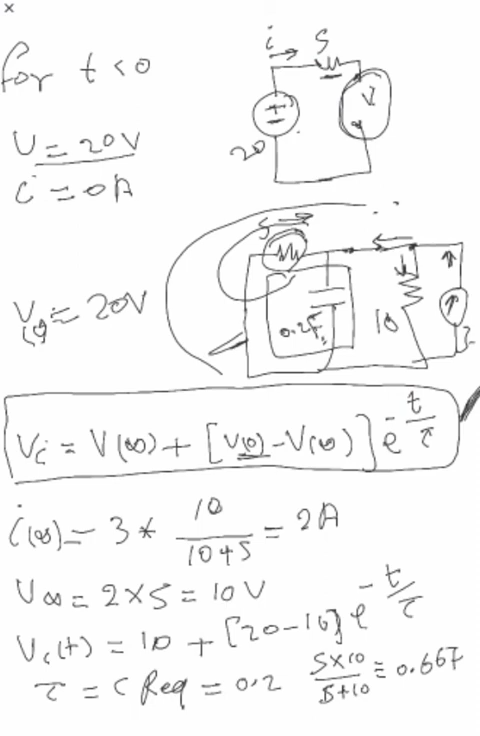 ×
i 5
for t < 0
V
+
20
V = 20V
i = 0A
5
V(0) = 20V
0.2F
10
3
Vc = V(∞) + [V(0) - V(∞)] e^-t/τ
i(∞) = 3 * 10/(10+5) = 2A
V∞ = 2 × 5 = 10V
Vc(t) = 10 + [20-10] e^-t/τ
τ = C Req = 0.2 5×10/5+10 = 0.667